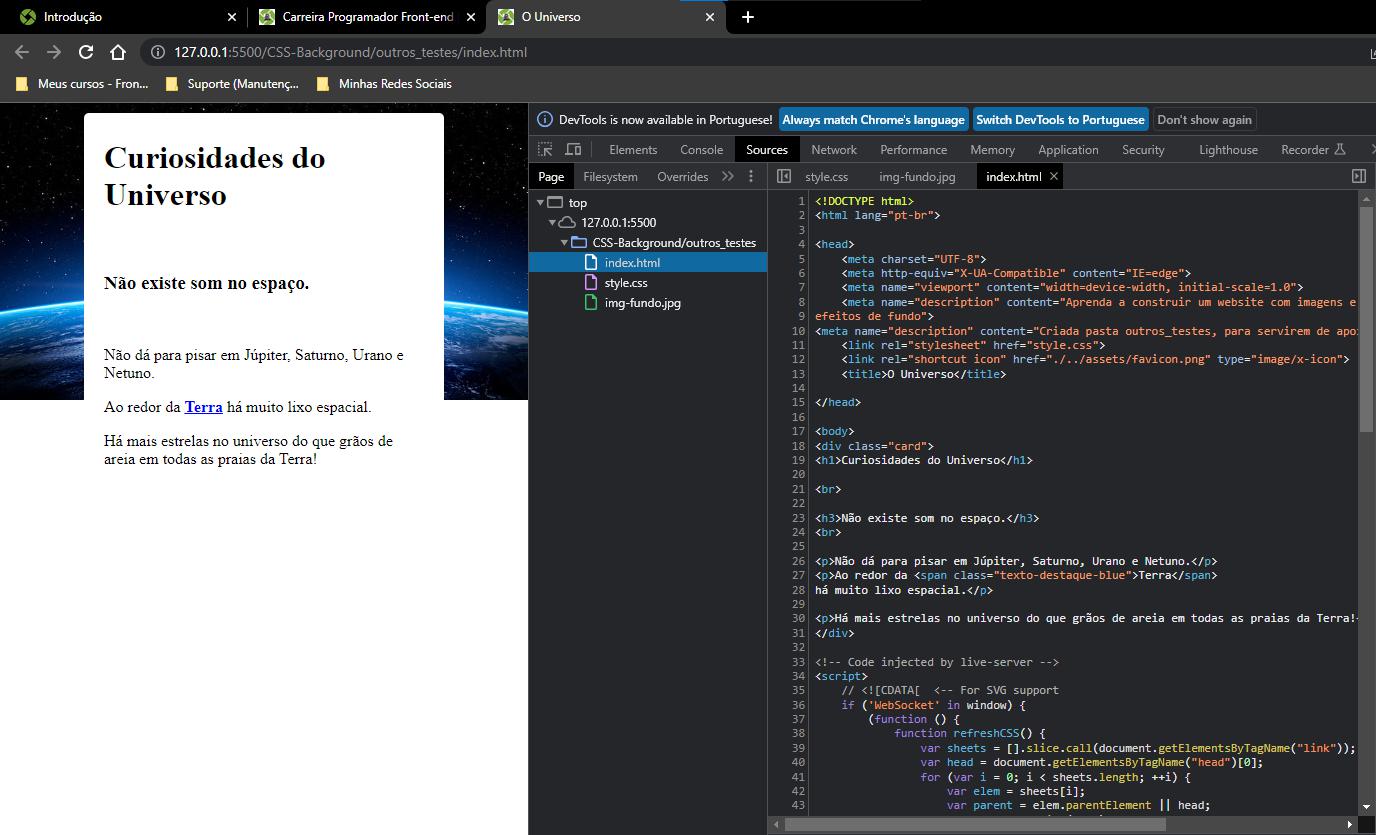 Introdução
Carreira Programador Front-end
O Universo
127.0.0.1:5500/CSS-Background/outros_testes/index.html
Meus cursos - Fron...
Suporte (Manutenç...
Minhas Redes Sociais
Curiosidades do
Universo
Não existe som no espaço.
Não dá para pisar em Júpiter, Saturno, Urano e
Netuno.
Ao redor da Terra há muito lixo espacial.
Há mais estrelas no universo do que grãos de
areia em todas as praias da Terra!
DevTools is now available in Portuguese!
Always match Chrome's language
Switch DevTools to Portuguese
Don't show again
Elements Console Sources Network Performance Memory Application Security Lighthouse Recorder
Page Filesystem Overrides
style.css img-fundo.jpg index.html
top
127.0.0.1:5500
CSS-Background/outros_testes
index.html
style.css
img-fundo.jpg
1 <!DOCTYPE html>
2 <html lang="pt-br">
3
4 <head>
5 <meta charset="UTF-8">
6 <meta http-equiv="X-UA-Compatible" content="IE=edge">
7 <meta name="viewport" content="width=device-width, initial-scale=1.0">
8 <meta name="description" content="Aprenda a construir um website com imagens e
9 efeitos de fundo">
10 <meta name="description" content="Criada pasta outros_testes, para servirem de apo
11 <link rel="stylesheet" href="style.css">
12 <link rel="shortcut icon" href="./../assets/favicon.png" type="image/x-icon">
13 <title>O Universo</title>
14
15 </head>
16
17 <body>
18 <div class="card">
19 <h1>Curiosidades do Universo</h1>
20
21 <br>
22
23 <h3>Não existe som no espaço.</h3>
24 <br>
25
26 <p>Não dá para pisar em Júpiter, Saturno, Urano e Netuno.</p>
27 <p>Ao redor da <span class="texto-destaque-blue">Terra</span>
28 há muito lixo espacial.</p>
29
30 <p>Há mais estrelas no universo do que grãos de areia em todas as praias da Terra!
31 </div>
32
33 <!-- Code injected by live-server -->
34 <script>
35 // <![CDATA[ <-- For SVG support
36 if ('WebSocket' in window) {
37 (function () {
38 function refreshCSS() {
39 var sheets = [].slice.call(document.getElementsByTagName("link"));
40 var head = document.getElementsByTagName("head")[0];
41 for (var i = 0; i < sheets.length; ++i) {
42 var elem = sheets[i];
43 var parent = elem.parentElement || head;